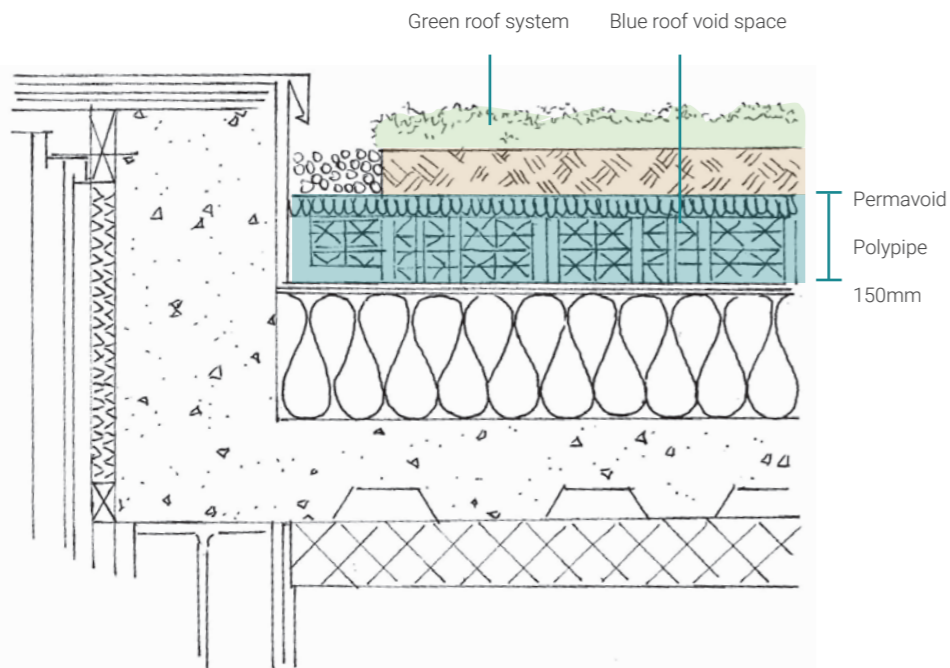 Green roof system
Blue roof void space
Permavoid
Polypipe
150mm